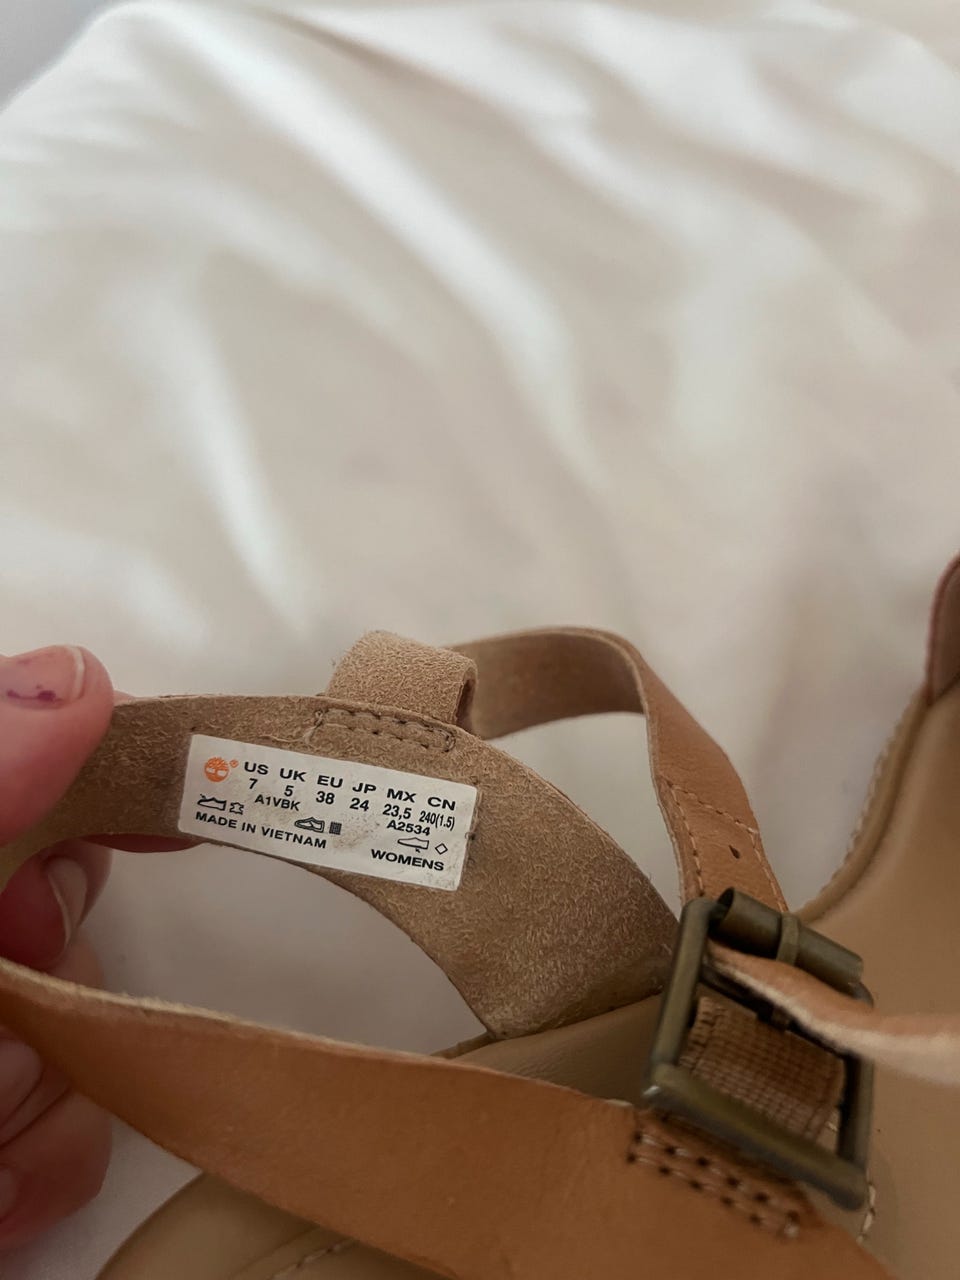 US UK EU JP MX CN
7 5 38 24 23,5 240(1.5)
A1VBK A2534
MADE IN VIETNAM WOMENS